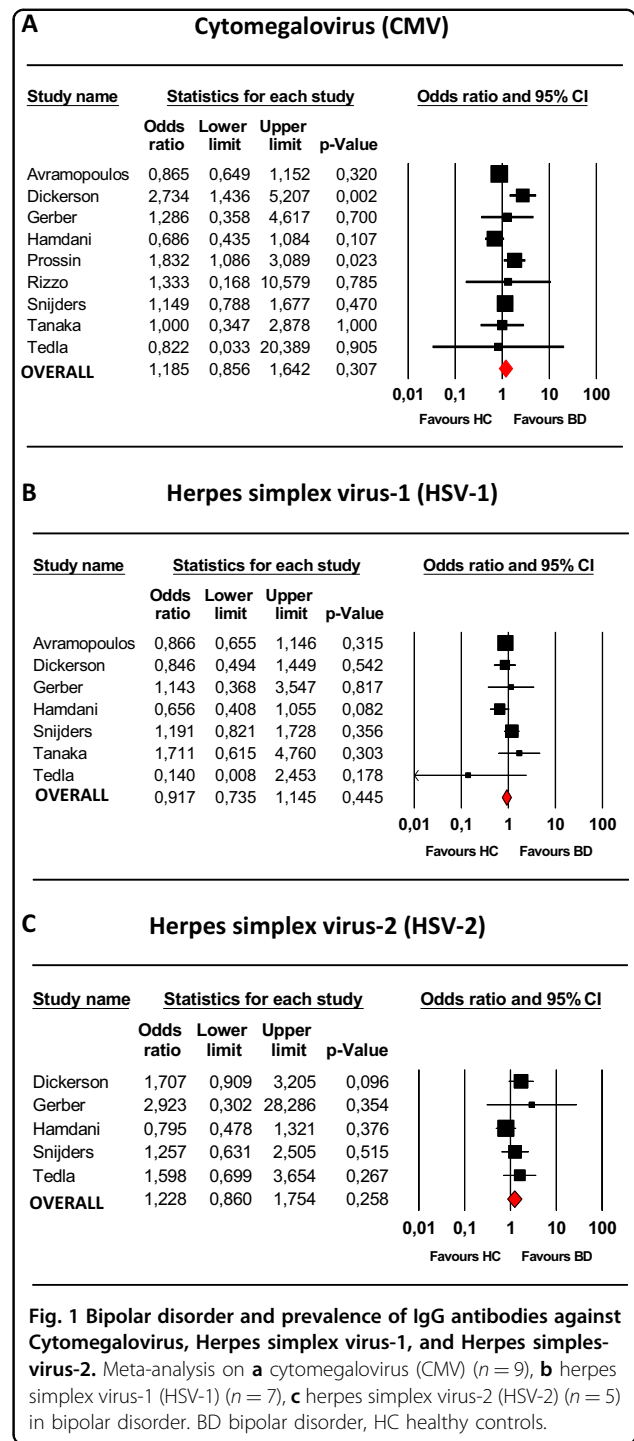 A Cytomegalovirus (CMV)
Study name Statistics for each study Odds ratio and 95% CI
Odds Lower Upper
ratio limit limit p-Value
Avramopoulos 0,865 0,649 1,152 0,320
Dickerson 2,734 1,436 5,207 0,002
Gerber 1,286 0,358 4,617 0,700
Hamdani 0,686 0,435 1,084 0,107
Prossin 1,832 1,086 3,089 0,023
Rizzo 1,333 0,168 10,579 0,785
Snijders 1,149 0,788 1,677 0,470
Tanaka 1,000 0,347 2,878 1,000
Tedla 0,822 0,033 20,389 0,905
OVERALL 1,185 0,856 1,642 0,307
0,01 0,1 1 10 100
Favours HC Favours BD
B Herpes simplex virus-1 (HSV-1)
Study name Statistics for each study Odds ratio and 95% CI
Odds Lower Upper
ratio limit limit p-Value
Avramopoulos 0,866 0,655 1,146 0,315
Dickerson 0,846 0,494 1,449 0,542
Gerber 1,143 0,368 3,547 0,817
Hamdani 0,656 0,408 1,055 0,082
Snijders 1,191 0,821 1,728 0,356
Tanaka 1,711 0,615 4,760 0,303
Tedla 0,140 0,008 2,453 0,178
OVERALL 0,917 0,735 1,145 0,445
0,01 0,1 1 10 100
Favours HC Favours BD
C Herpes simplex virus-2 (HSV-2)
Study name Statistics for each study Odds ratio and 95% CI
Odds Lower Upper
ratio limit limit p-Value
Dickerson 1,707 0,909 3,205 0,096
Gerber 2,923 0,302 28,286 0,354
Hamdani 0,795 0,478 1,321 0,376
Snijders 1,257 0,631 2,505 0,515
Tedla 1,598 0,699 3,654 0,267
OVERALL 1,228 0,860 1,754 0,258
0,01 0,1 1 10 100
Favours HC Favours BD
Fig. 1 Bipolar disorder and prevalence of IgG antibodies against
Cytomegalovirus, Herpes simplex virus-1, and Herpes simples-
virus-2. Meta-analysis on a cytomegalovirus (CMV) (n = 9), b herpes
simplex virus-1 (HSV-1) (n = 7), c herpes simplex virus-2 (HSV-2) (n = 5)
in bipolar disorder. BD bipolar disorder, HC healthy controls.